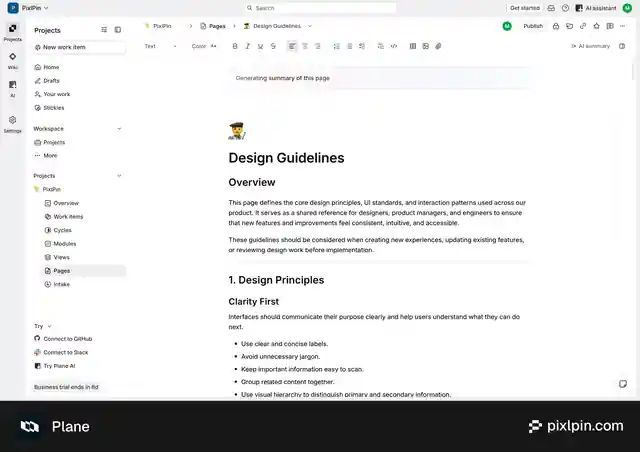 P PixlPin
Search
Get started
AI assistant
M
Projects
Wiki
AI
Settings
Projects
New work item
Home
Drafts
Your work
Stickies
Workspace
Projects
More
Projects
PixlPin
Overview
Work items
Cycles
Modules
Views
Pages
Intake
Try
Connect to GitHub
Connect to Slack
Try Plane AI
Business trial ends in 8d
PixlPin > Pages > Design Guidelines
M Publish
Text Color Aa B I U S
AI summary
Generating summary of this page
Design Guidelines
Overview
This page defines the core design principles, UI standards, and interaction patterns used across our
product. It serves as a shared reference for designers, product managers, and engineers to ensure
that new features and improvements feel consistent, intuitive, and accessible.
These guidelines should be considered when creating new experiences, updating existing features,
or reviewing design work before implementation.
1. Design Principles
Clarity First
Interfaces should communicate their purpose clearly and help users understand what they can do
next.
• Use clear and concise labels.
• Avoid unnecessary jargon.
• Keep important information easy to scan.
• Group related content together.
• Use visual hierarchy to distinguish primary and secondary information.
Plane
pixlpin.com